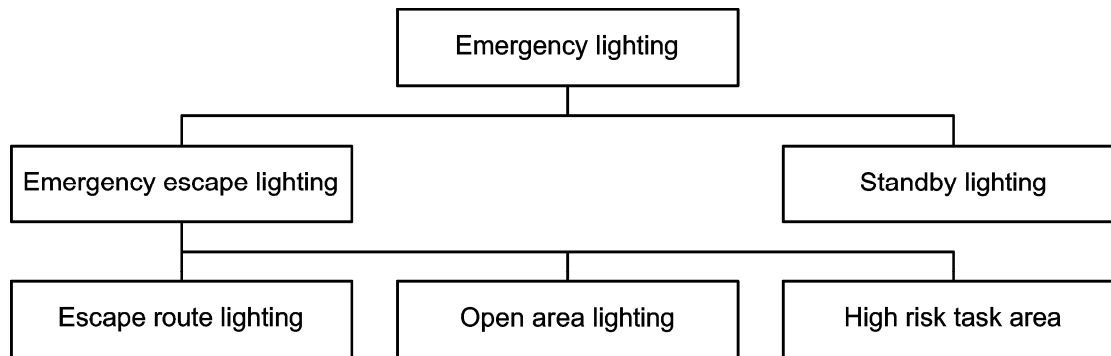 Emergency lighting
Emergency escape lighting
Standby lighting
Escape route lighting
Open area lighting
High risk task area